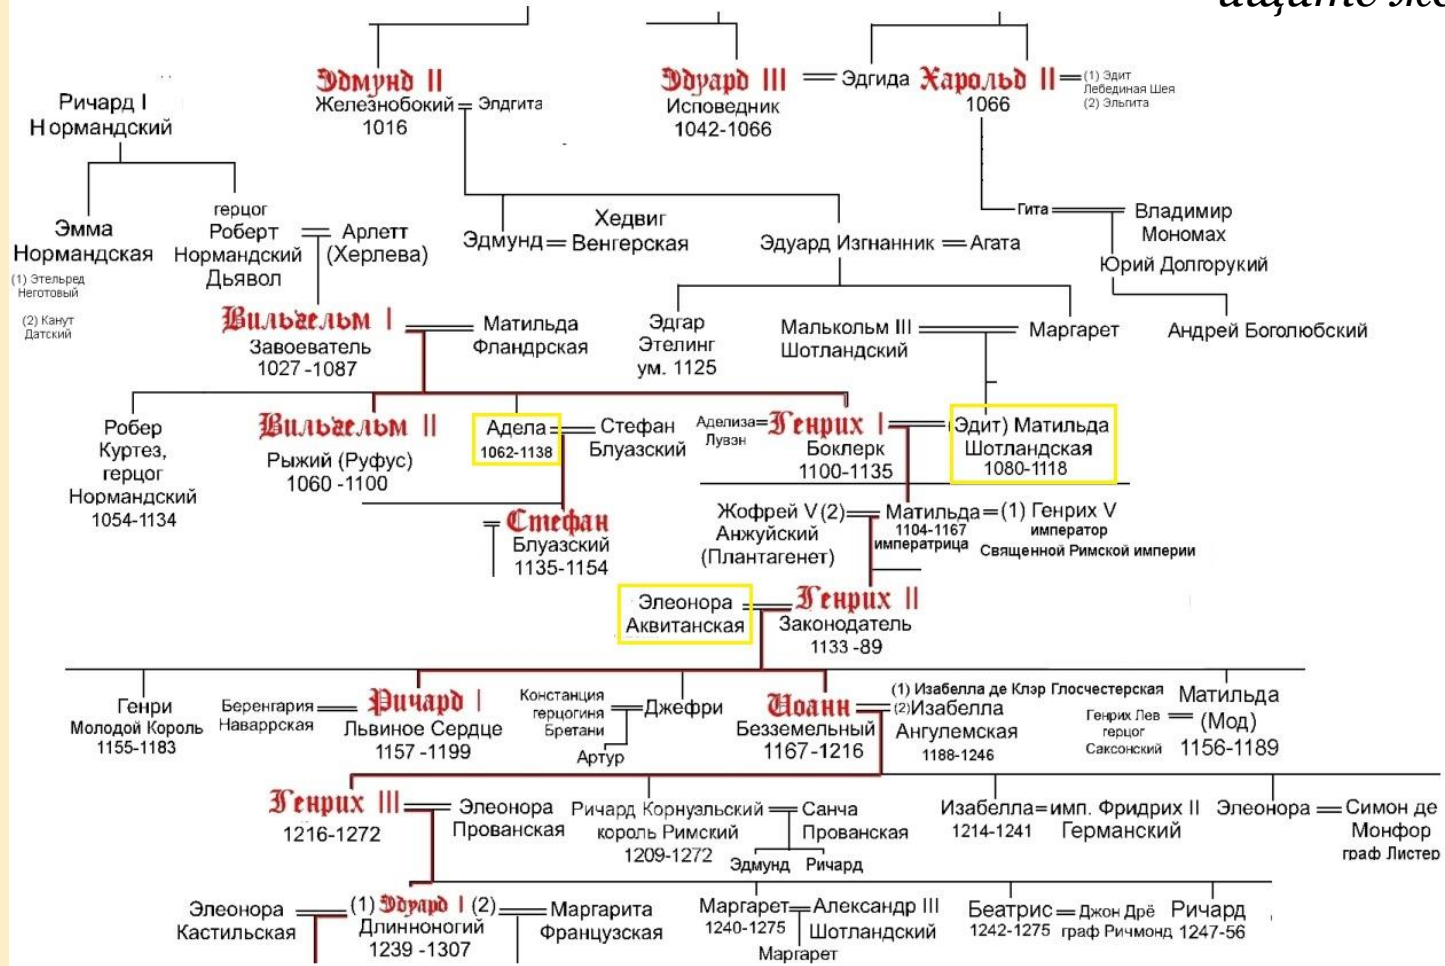 Эдмунд II
Железнобокий
1016
Элдгита
Эдуард III
Исповедник
1042-1066
Эдгида
Харольд II
1066
(1) Эдит
Лебединая Шея
(2) Эльгита
Ричард I
Нормандский
Эмма
Нормандская
(1) Этельред
Неготовый
(2) Канут
Датский
герцог
Роберт
Нормандский
Дьявол
Арлетт
(Херлева)
Эдмунд
Хедвиг
Венгерская
Эдуард Изгнанник
Агата
Гита
Владимир
Мономах
Юрий Долгорукий
Андрей Боголюбский
Вильгельм I
Завоеватель
1027 -1087
Матильда
Фландрская
Эдгар
Этелинг
ум. 1125
Малькольм III
Шотландский
Маргарет
Робер
Куртез,
герцог
Нормандский
1054-1134
Вильгельм II
Рыжий (Руфус)
1060 -1100
Адела
1062-1138
Стефан
Блуазский
Аделиза
Лувэн
Генрих I
Боклерк
1100-1135
(Эдит) Матильда
Шотландская
1080-1118
Стефан
Блуазский
1135-1154
Жофрей V (2)
Анжуйский
(Плантагенет)
Матильда
1104-1167
императрица
(1) Генрих V
император
Священной Римской империи
Элеонора
Аквитанская
Генрих II
Законодатель
1133 -89
Генри
Молодой Король
1155-1183
Беренгария
Наваррская
Ричард I
Львиное Сердце
1157 -1199
Констанция
герцогиня
Бретани
Джефри
Артур
Иоанн
Безземельный
1167-1216
(1) Изабелла де Клэр Глосчестерская
(2) Изабелла
Ангулемская
1188-1246
Генрих Лев
герцог
Саксонский
Матильда
(Мод)
1156-1189
Генрих III
1216-1272
Элеонора
Прованская
Ричард Корнуэльский
король Римский
1209-1272
Санча
Прованская
Эдмунд Ричард
Изабелла
1214-1241
имп. Фридрих II
Германский
Элеонора
Симон де
Монфор
граф Листер
Элеонора
Кастильская
(1) Эдуард I (2)
Длинноногий
1239 -1307
Маргарита
Французская
Маргарет
1240-1275
Александр III
Шотландский
Маргарет
Беатрис
1242-1275
Джон Дрё
граф Ричмонд
Ричард
1247-56